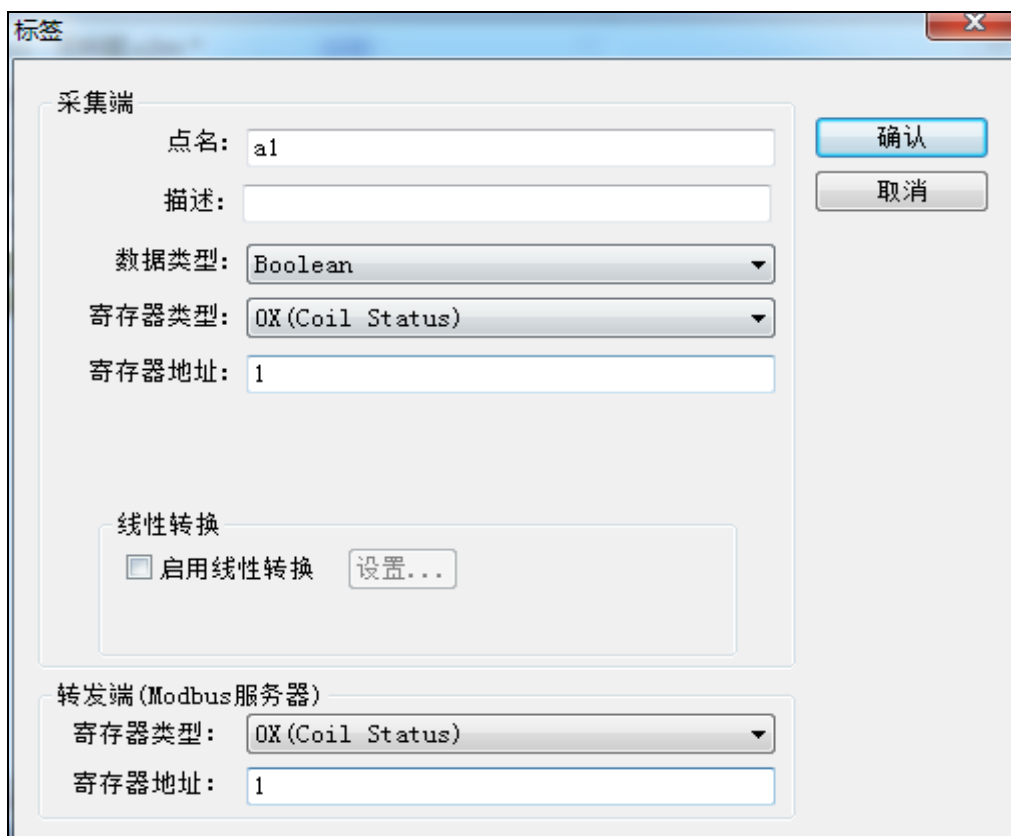 标签
采集端
点名: a1
确认
描述:
取消
数据类型: Boolean
寄存器类型: 0X(Coil Status)
寄存器地址: 1
线性转换
启用线性转换 设置...
转发端(Modbus服务器)
寄存器类型: 0X(Coil Status)
寄存器地址: 1